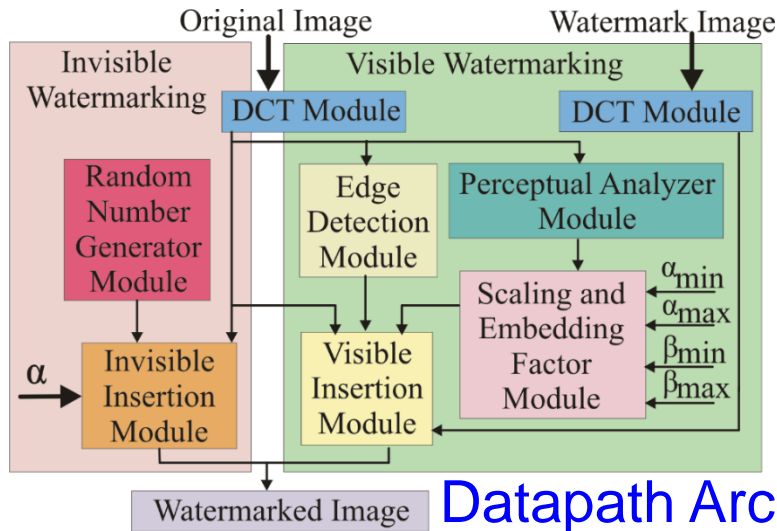 Original Image
Watermark Image
Invisible
Watermarking
Visible Watermarking
DCT Module
DCT Module
Random
Number
Generator
Module
Edge
Detection
Module
Perceptual Analyzer
Module
Scaling and
Embedding
Factor
Module
αmin
αmax
βmin
βmax
α
Invisible
Insertion
Module
Visible
Insertion
Module
Watermarked Image
Datapath Arc